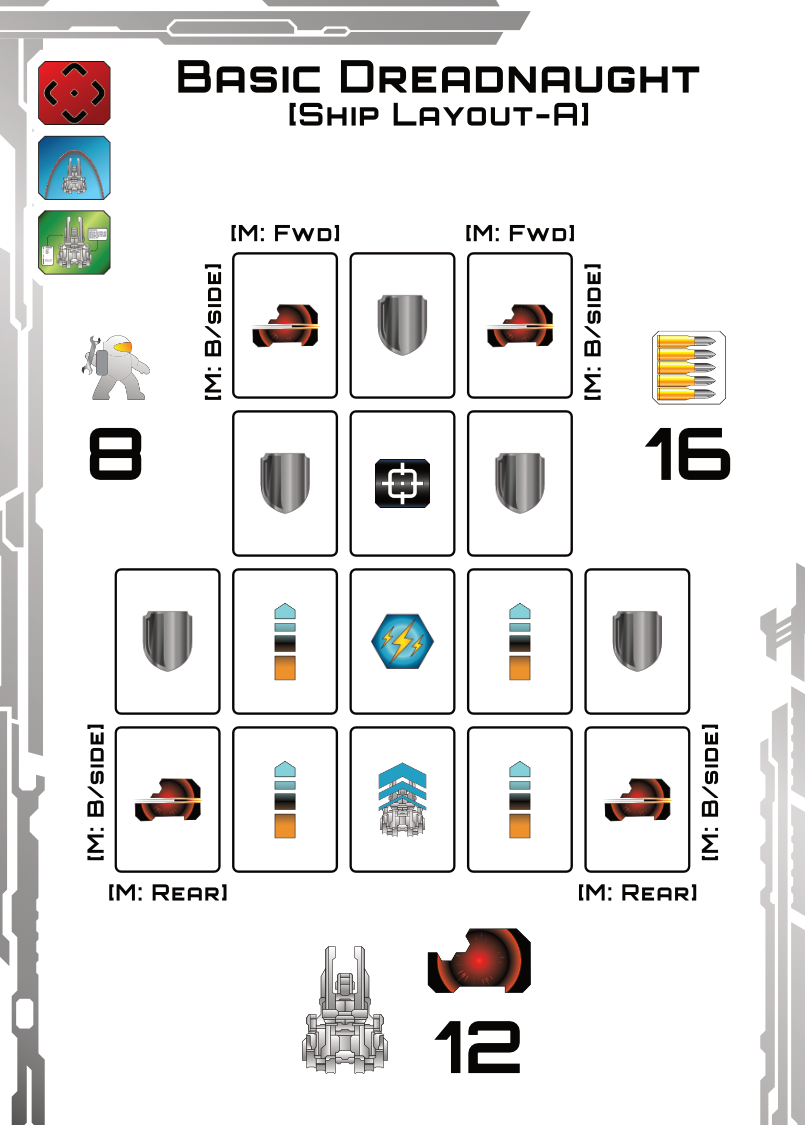 Basic Dreadnaught
[Ship Layout-A]
[M: Fwd] [M: Fwd]
[M: B/side] [M: B/side]
8
16
[M: B/side] [M: B/side]
[M: Rear] [M: Rear]
12